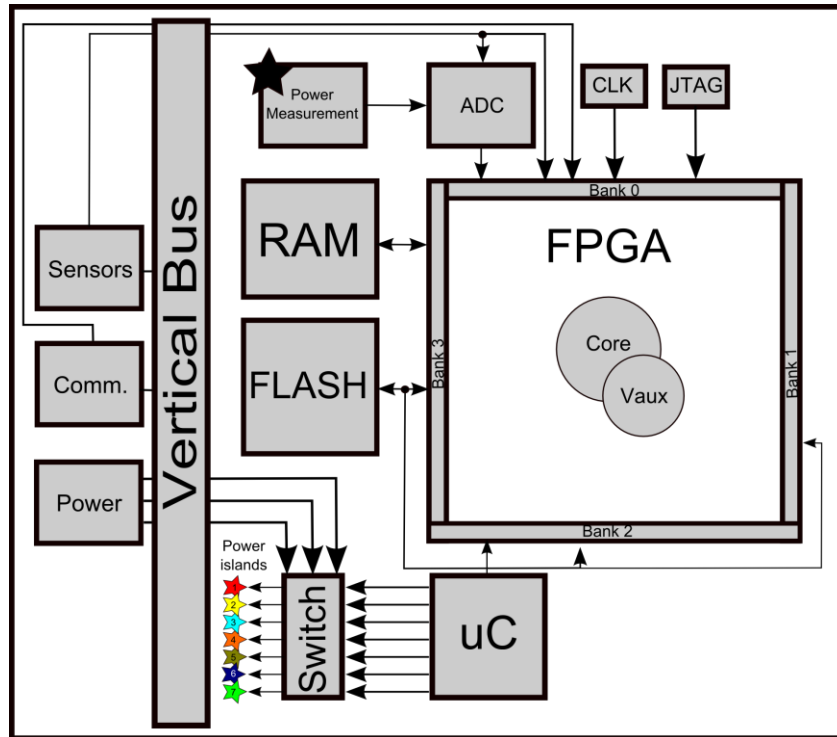 Power
Measurement
ADC
CLK
JTAG
Bank 0
RAM
FPGA
Sensors
Vertical Bus
Comm.
FLASH
Bank 3
Core
Vaux
Bank 1
Power
Bank 2
Power
islands
1
2
3
4
5
6
7
Switch
uC